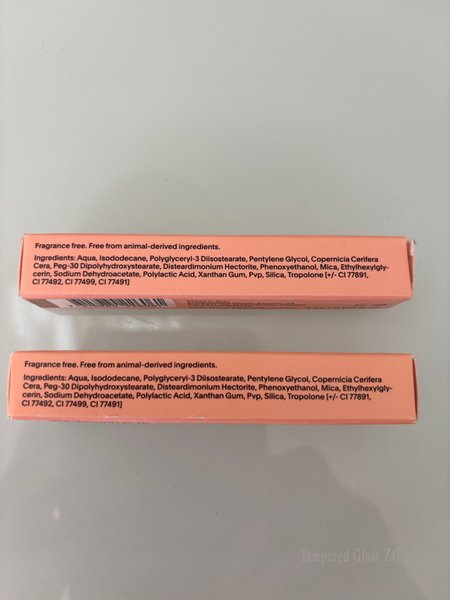 Fragrance free. Free from animal-derived ingredients.
Ingredients: Aqua, Isododecane, Polyglyceryl-3 Diisostearate, Pentylene Glycol, Copernicia Cerifera
Cera, Peg-30 Dipolyhydroxystearate, Disteardimonium Hectorite, Phenoxyethanol, Mica, Ethylhexylgly-
cerin, Sodium Dehydroacetate, Polylactic Acid, Xanthan Gum, Pvp, Silica, Tropolone [+/- CI 77891,
CI 77492, CI 77499, CI 77491]
Fragrance free. Free from animal-derived ingredients.
Ingredients: Aqua, Isododecane, Polyglyceryl-3 Diisostearate, Pentylene Glycol, Copernicia Cerifera
Cera, Peg-30 Dipolyhydroxystearate, Disteardimonium Hectorite, Phenoxyethanol, Mica, Ethylhexylgly-
cerin, Sodium Dehydroacetate, Polylactic Acid, Xanthan Gum, Pvp, Silica, Tropolone [+/- CI 77891,
CI 77492, CI 77499, CI 77491]
Tempered Glass